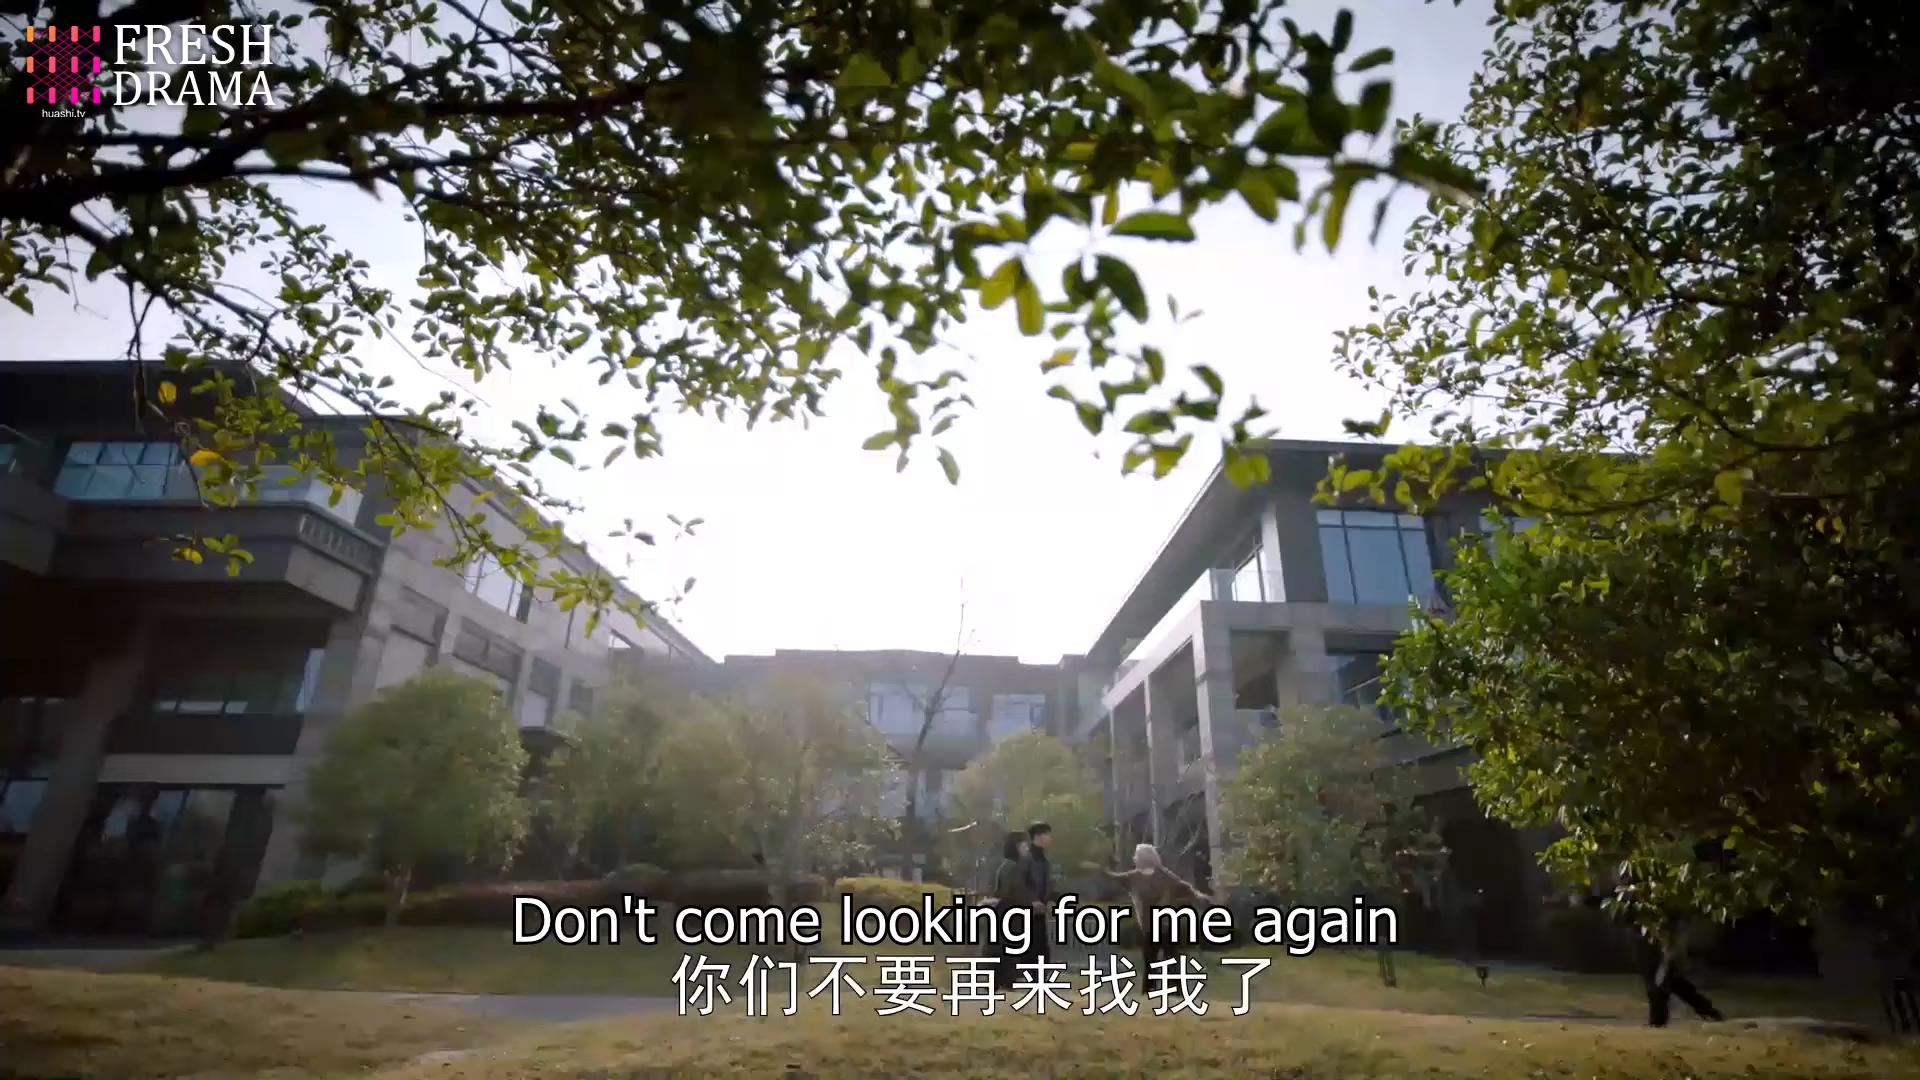 FRESH
DRAMA
huashi.tv
Don't come looking for me again
你们不要再来找我了